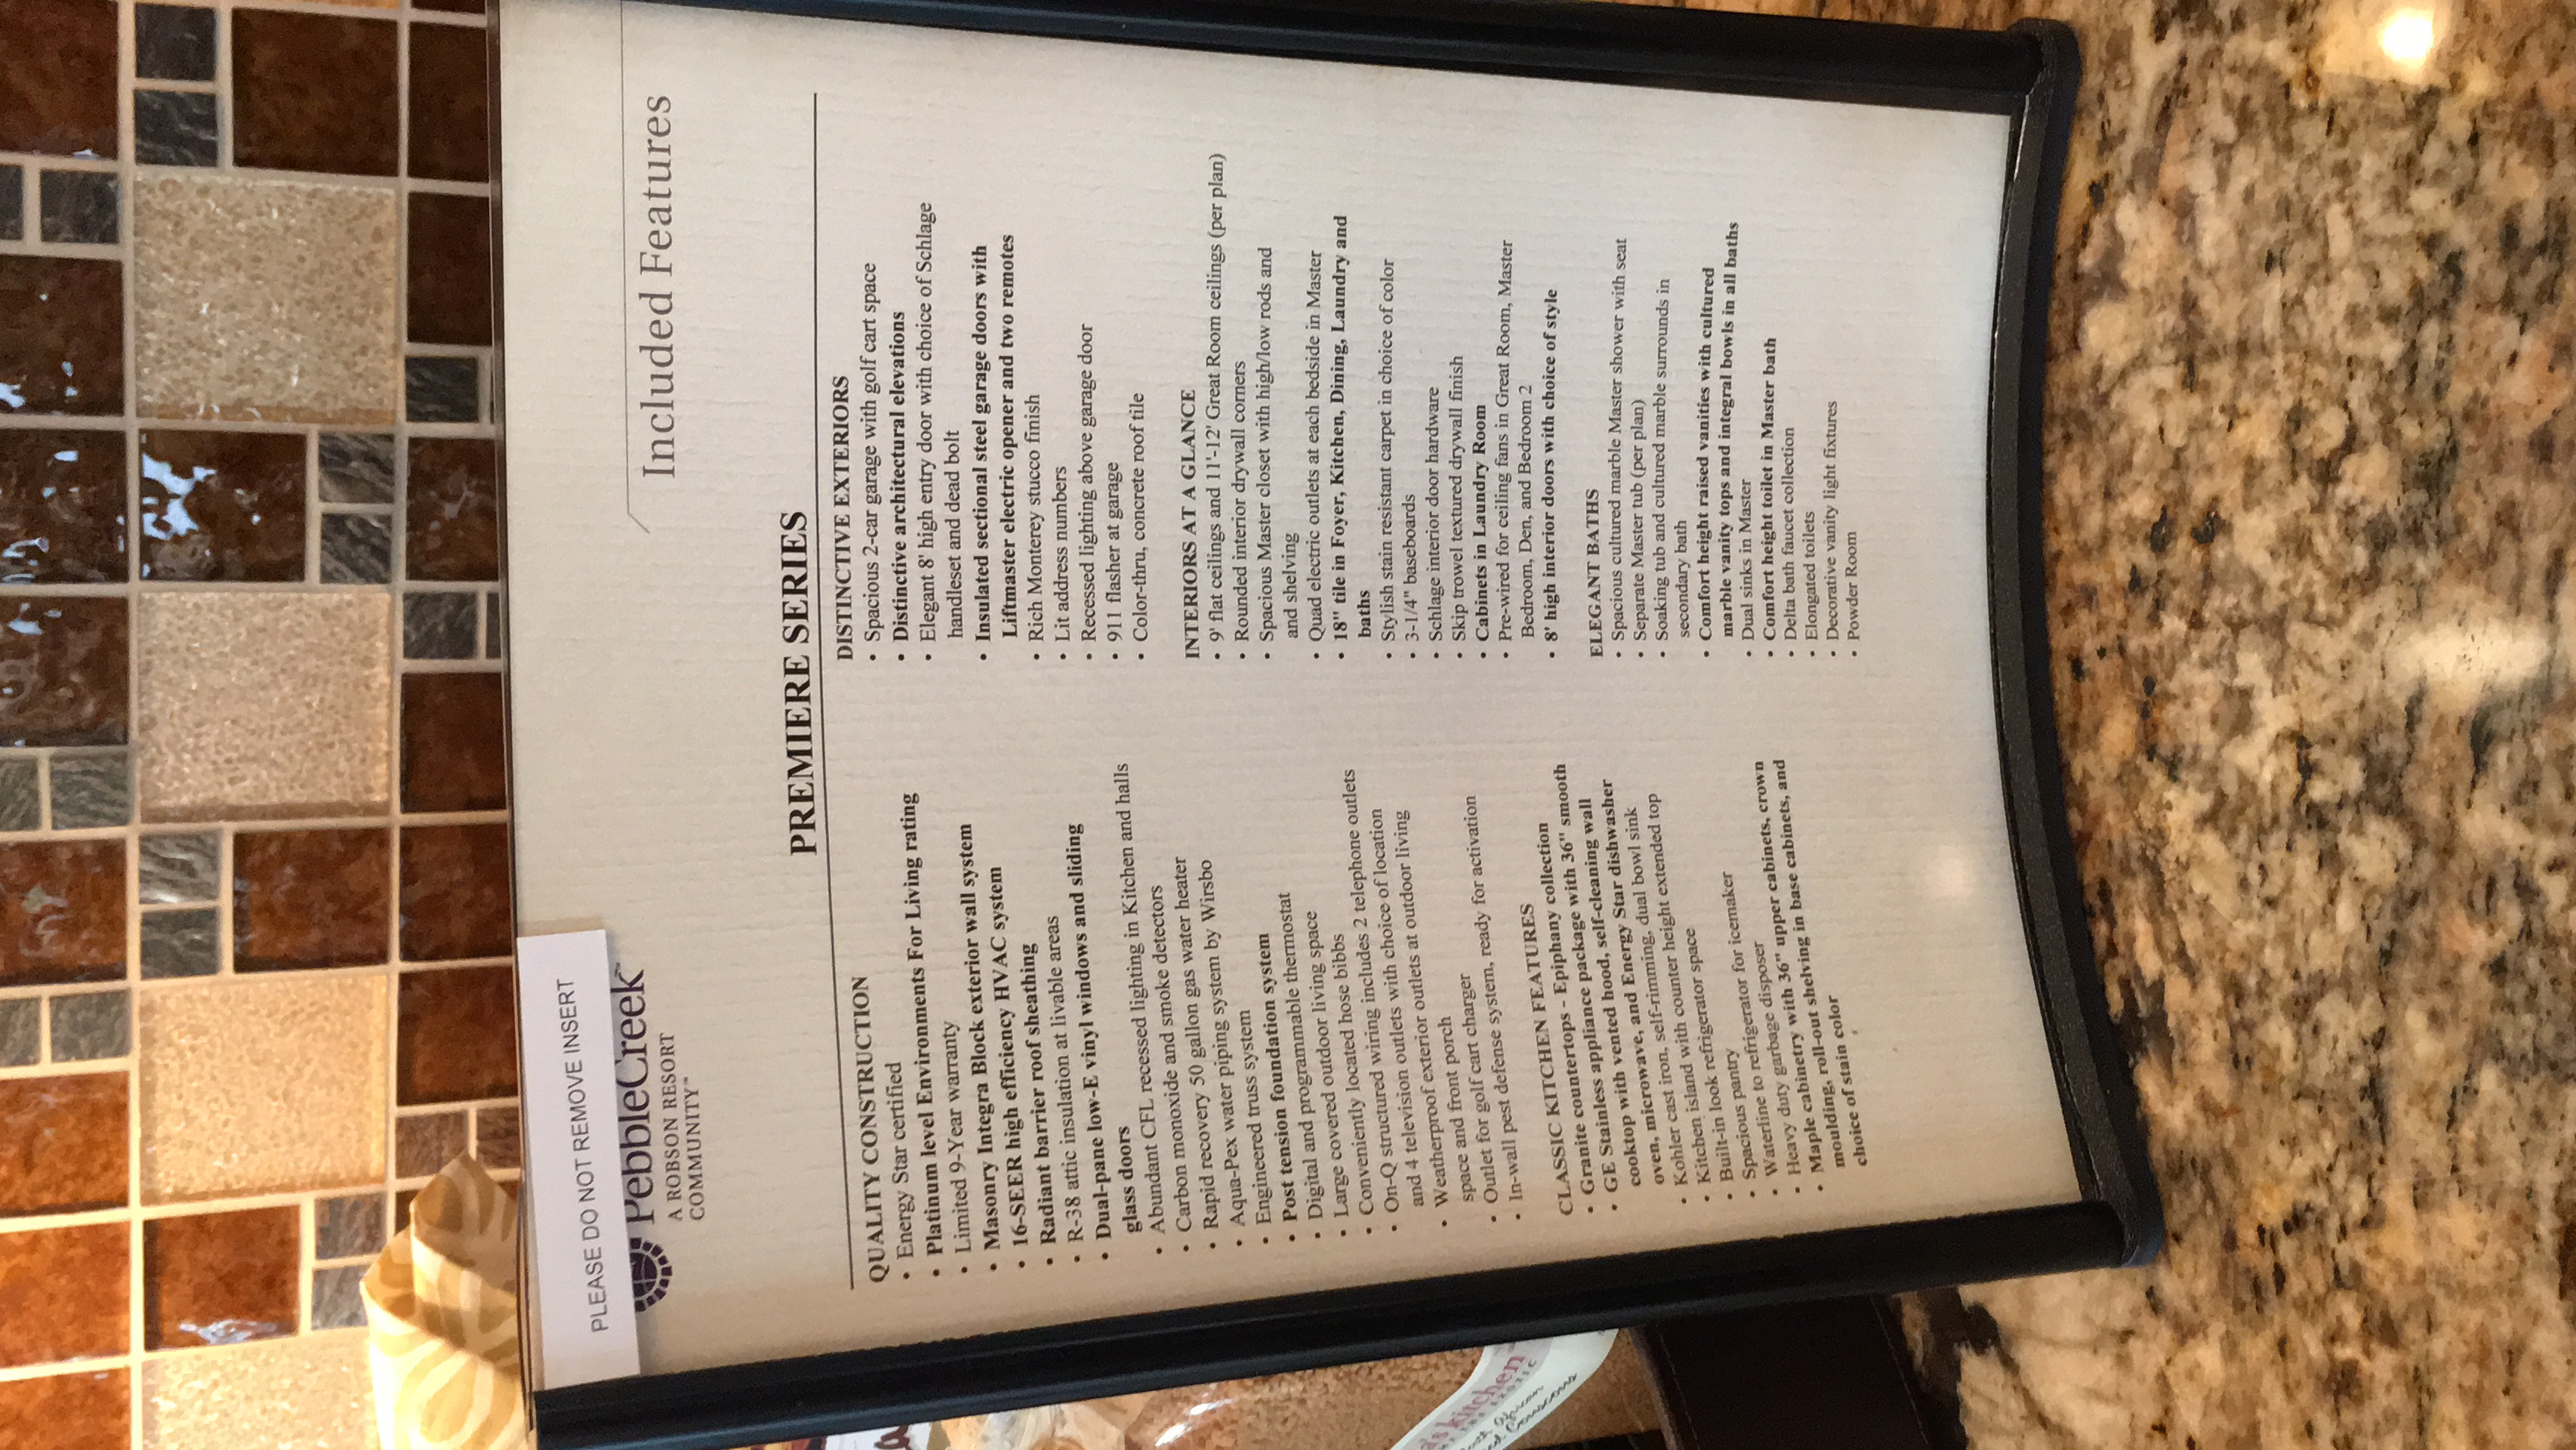 PLEASE DO NOT REMOVE INSERT
PebbleCreek™
A ROBSON RESORT
COMMUNITY™
Included Features
PREMIERE SERIES
QUALITY CONSTRUCTION
• Energy Star certified
• Platinum level Environments For Living rating
• Limited 9-Year warranty
• Masonry Integra Block exterior wall system
• 16-SEER high efficiency HVAC system
• Radiant barrier roof sheathing
• R-38 attic insulation at livable areas
• Dual-pane low-E vinyl windows and sliding
glass doors
• Abundant CFL recessed lighting in Kitchen and halls
• Carbon monoxide and smoke detectors
• Rapid recovery 50 gallon gas water heater
• Aqua-Pex water piping system by Wirsbo
• Engineered truss system
• Post tension foundation system
• Digital and programmable thermostat
• Large covered outdoor living space
• Conveniently located hose bibbs
• On-Q structured wiring includes 2 telephone outlets
and 4 television outlets with choice of location
• Weatherproof exterior outlets at outdoor living
space and front porch
• Outlet for golf cart charger
• In-wall pest defense system, ready for activation
CLASSIC KITCHEN FEATURES
• Granite countertops - Epiphany collection
• GE Stainless appliance package with 36" smooth
cooktop with vented hood, self-cleaning wall
oven, microwave, and Energy Star dishwasher
• Kohler cast iron, self-rimming, dual bowl sink
• Kitchen island with counter height extended top
• Built-in look refrigerator space
• Spacious pantry
• Waterline to refrigerator for icemaker
• Heavy duty garbage disposer
• Maple cabinetry with 36" upper cabinets, crown
moulding, roll-out shelving in base cabinets, and
choice of stain color
DISTINCTIVE EXTERIORS
• Spacious 2-car garage with golf cart space
• Distinctive architectural elevations
• Elegant 8' high entry door with choice of Schlage
handleset and dead bolt
• Insulated sectional steel garage doors with
Liftmaster electric opener and two remotes
• Rich Monterey stucco finish
• Lit address numbers
• Recessed lighting above garage door
• 911 flasher at garage
• Color-thru, concrete roof tile
INTERIORS AT A GLANCE
• 9' flat ceilings and 11'-12' Great Room ceilings (per plan)
• Rounded interior drywall corners
• Spacious Master closet with high/low rods and
and shelving
• Quad electric outlets at each bedside in Master
• 18" tile in Foyer, Kitchen, Dining, Laundry and
baths
• Stylish stain resistant carpet in choice of color
• 3-1/4" baseboards
• Schlage interior door hardware
• Skip trowel textured drywall finish
• Cabinets in Laundry Room
• Pre-wired for ceiling fans in Great Room, Master
Bedroom, Den, and Bedroom 2
• 8' high interior doors with choice of style
ELEGANT BATHS
• Spacious cultured marble Master shower with seat
• Separate Master tub (per plan)
• Soaking tub and cultured marble surrounds in
secondary bath
• Comfort height raised vanities with cultured
marble vanity tops and integral bowls in all baths
• Dual sinks in Master
• Comfort height toilet in Master bath
• Delta bath faucet collection
• Elongated toilets
• Decorative vanity light fixtures
• Powder Room
kitchen